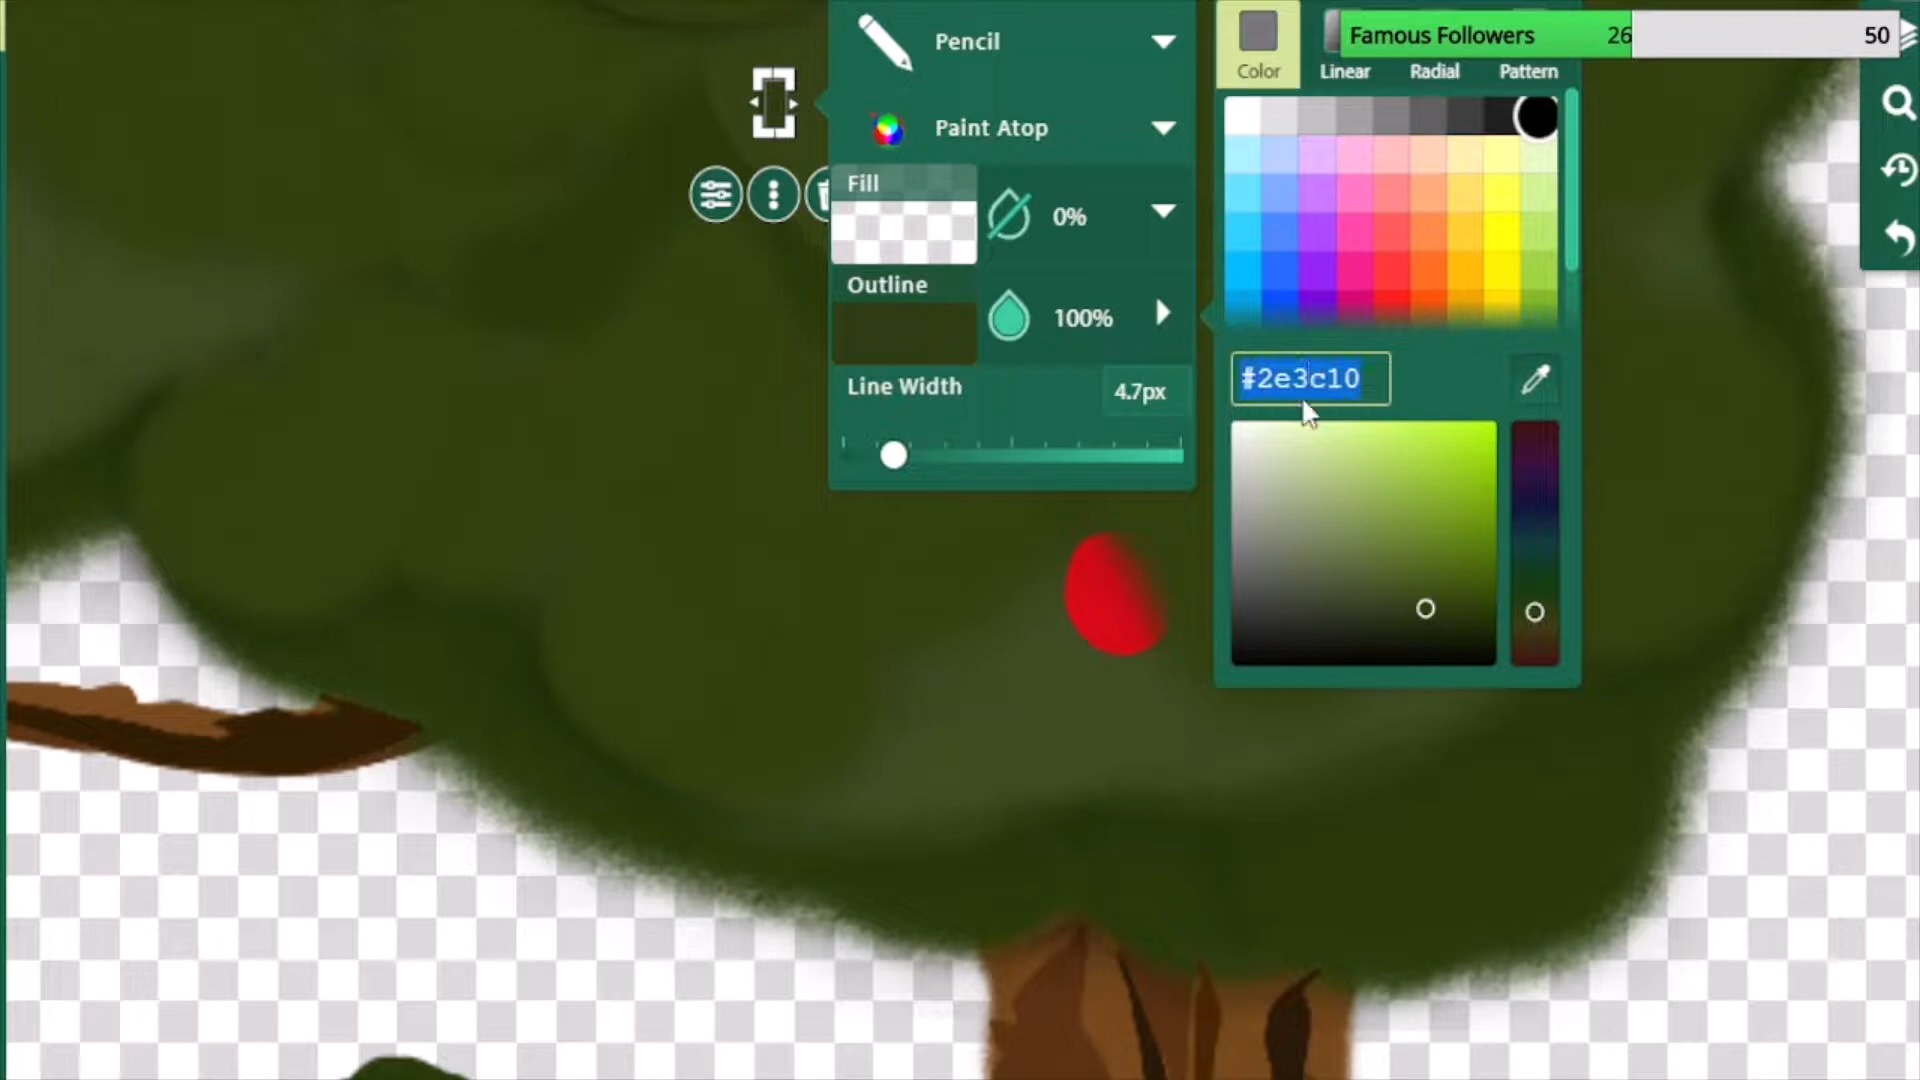 Pencil
Famous Followers 26 50
Color Linear Radial Pattern
Paint Atop
Fill
0%
Outline
100%
#2e3c10
Line Width 4.7px